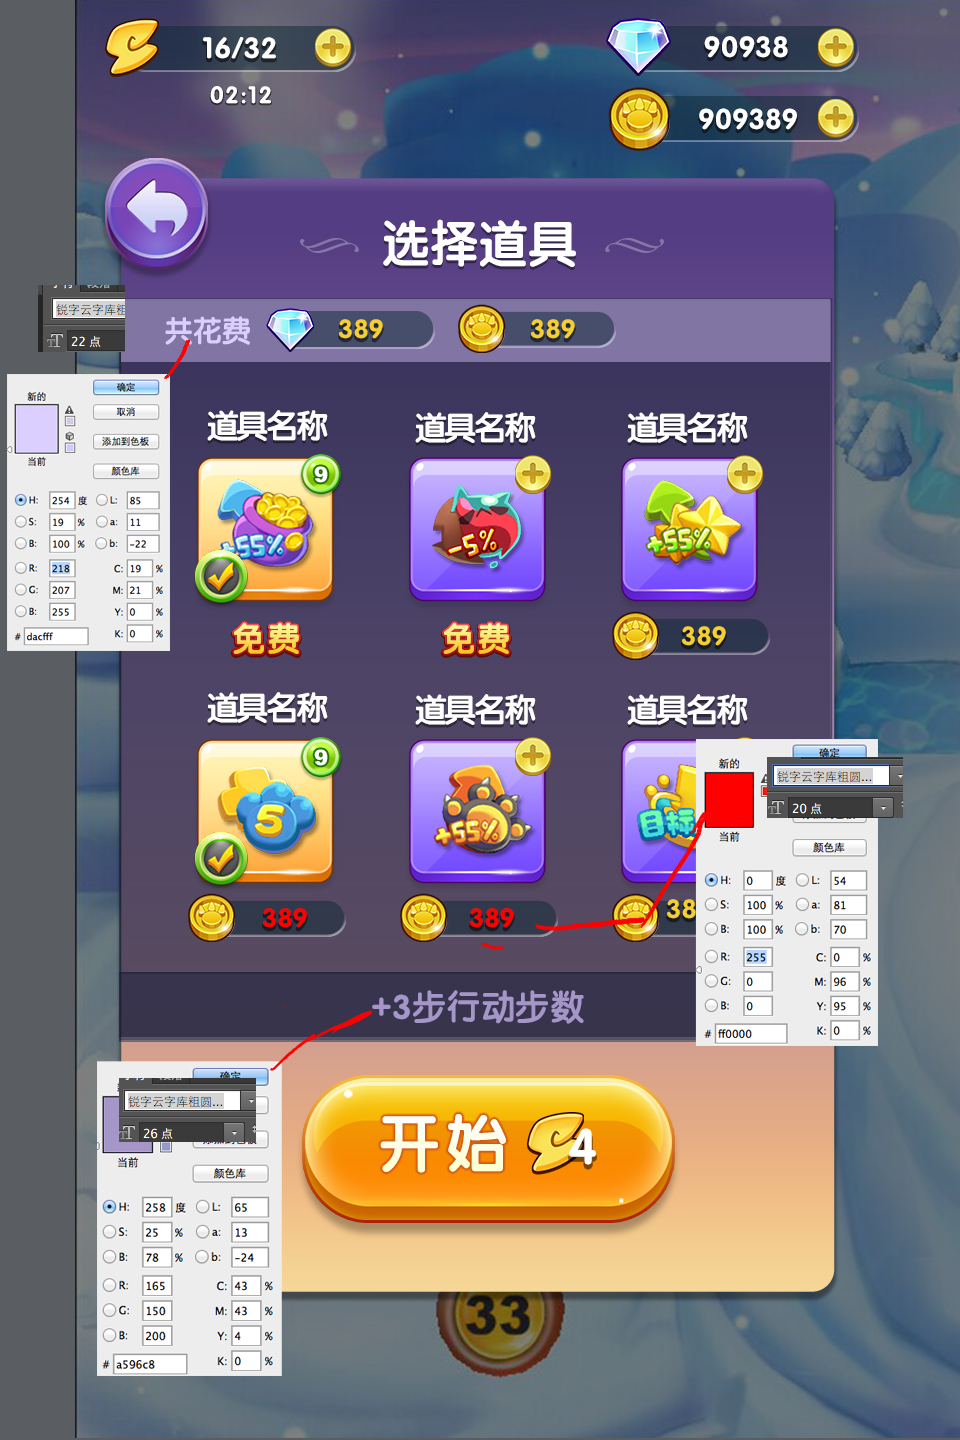 16/32
90938
02:12
909389
选择道具
锐字云字库粗
22 点
共花费
389
389
确定
新的
取消
添加到色板
当前
颜色库
H: 254 度
L: 85
S: 19 %
a: 11
B: 100 %
b: -22
R: 218
C: 19 %
G: 207
M: 21 %
B: 255
Y: 0 %
# dacfff
K: 0 %
道具名称
道具名称
道具名称
9
+55%
-5%
+55%
免费
免费
389
道具名称
道具名称
道具名称
9
5
+55%
目标
389
389
38
确定
新的
锐字云字库粗圆...
20 点
当前
颜色库
H: 0 度
L: 54
S: 100 %
a: 81
B: 100 %
b: 70
R: 255
C: 0 %
G: 0
M: 96 %
B: 0
Y: 95 %
# ff0000
K: 0 %
+3步行动步数
确定
锐字云字库粗圆...
26 点
添加到色板
当前
颜色库
H: 258 度
L: 65
S: 25 %
a: 13
B: 78 %
b: -24
R: 165
C: 43 %
G: 150
M: 43 %
B: 200
Y: 4 %
# a596c8
K: 0 %
开始
4
33